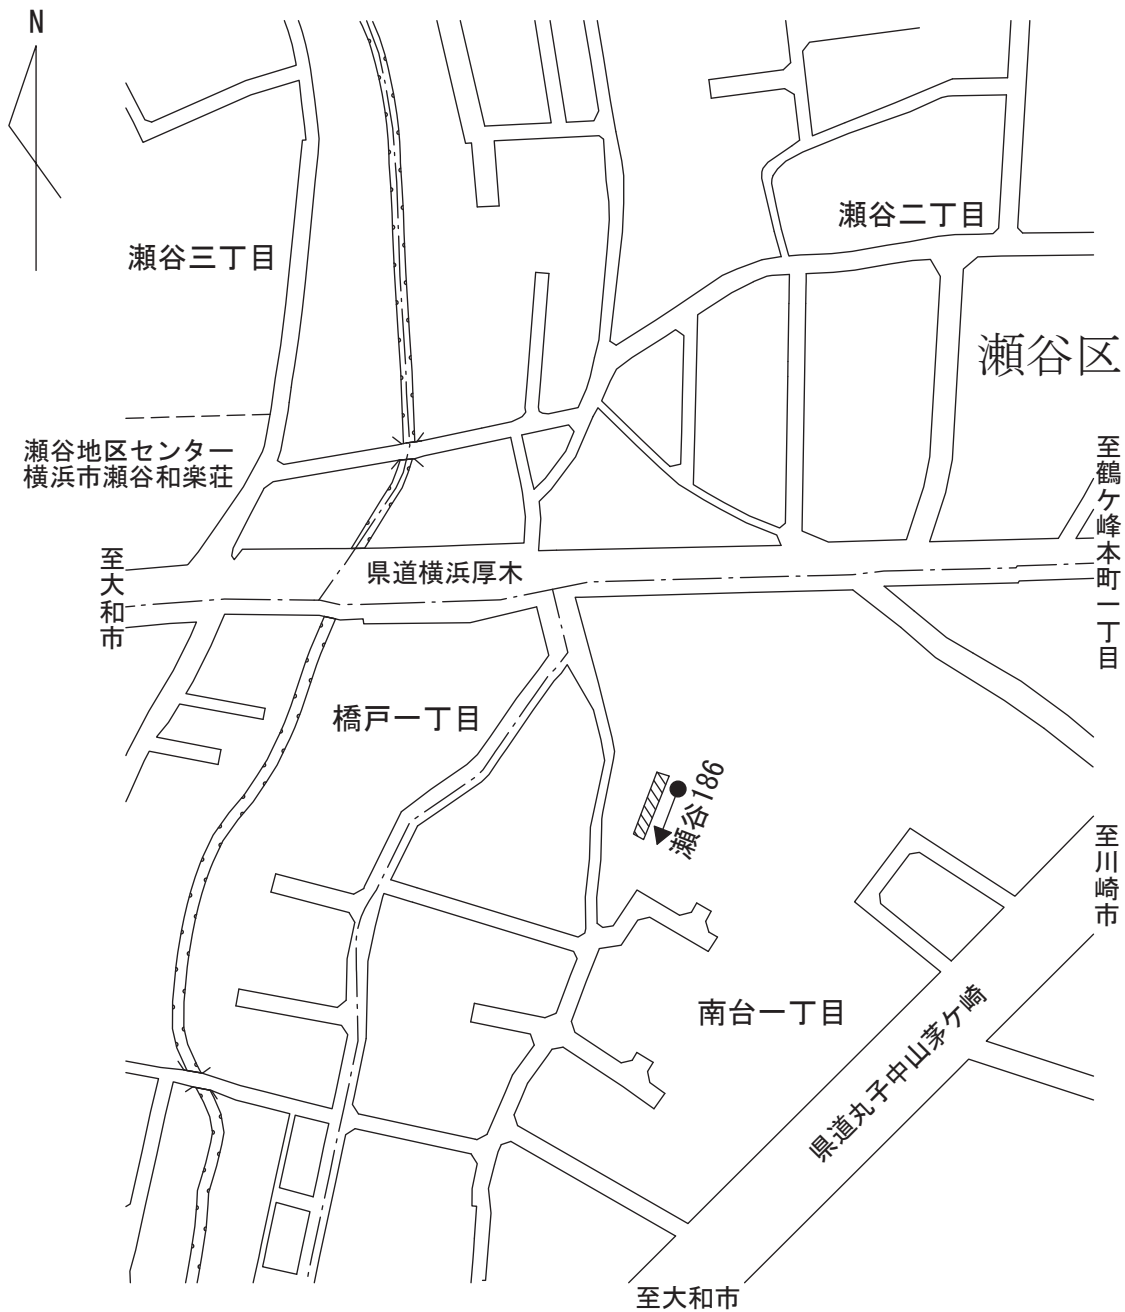 N
瀬谷二丁目
瀬谷三丁目
瀬谷区
瀬谷地区センター
横浜市瀬谷和楽荘
至鶴ケ峰本町一丁目
至大和市
県道横浜厚木
橋戸一丁目
瀬谷186
至川崎市
南台一丁目
県道丸子中山茅ケ崎
至大和市